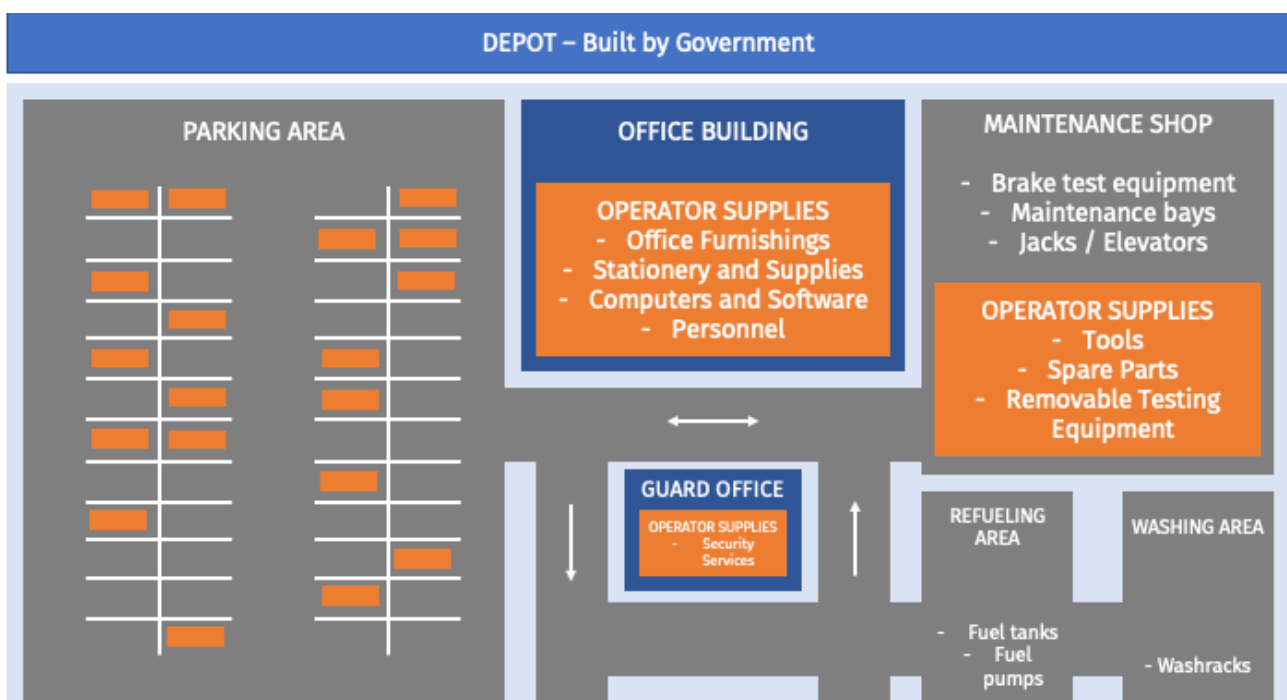 DEPOT – Built by Government
PARKING AREA
OFFICE BUILDING
OPERATOR SUPPLIES
- Office Furnishings
- Stationery and Supplies
- Computers and Software
- Personnel
MAINTENANCE SHOP
- Brake test equipment
- Maintenance bays
- Jacks / Elevators
OPERATOR SUPPLIES
- Tools
- Spare Parts
- Removable Testing
Equipment
GUARD OFFICE
OPERATOR SUPPLIES
- Security
Services
REFUELING
AREA
- Fuel tanks
- Fuel
pumps
WASHING AREA
- Washracks